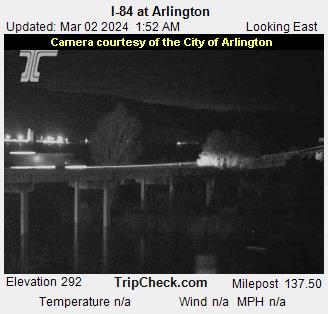 I-84 at Arlington
Updated: Mar 02 2024 1:52 AM Looking East
Camera courtesy of the City of Arlington
Elevation 292 TripCheck.com Milepost 137.50
Temperature n/a Wind n/a MPH n/a